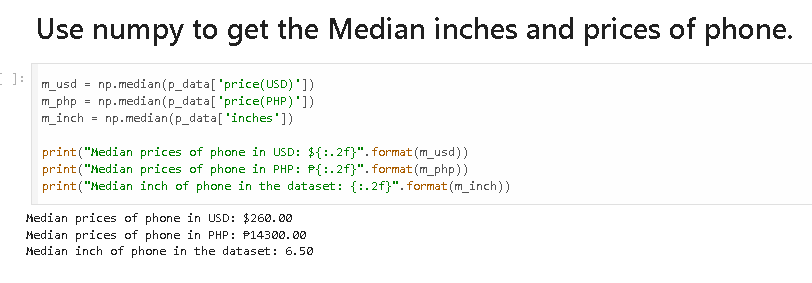 Use numpy to get the Median inches and prices of phone.
[ ]:
m_usd = np.median(p_data['price(USD)'])
m_php = np.median(p_data['price(PHP)'])
m_inch = np.median(p_data['inches'])
print("Median prices of phone in USD: ${:.2f}".format(m_usd))
print("Median prices of phone in PHP: ₱{:.2f}".format(m_php))
print("Median inch of phone in the dataset: {:.2f}".format(m_inch))
Median prices of phone in USD: $260.00
Median prices of phone in PHP: ₱14300.00
Median inch of phone in the dataset: 6.50